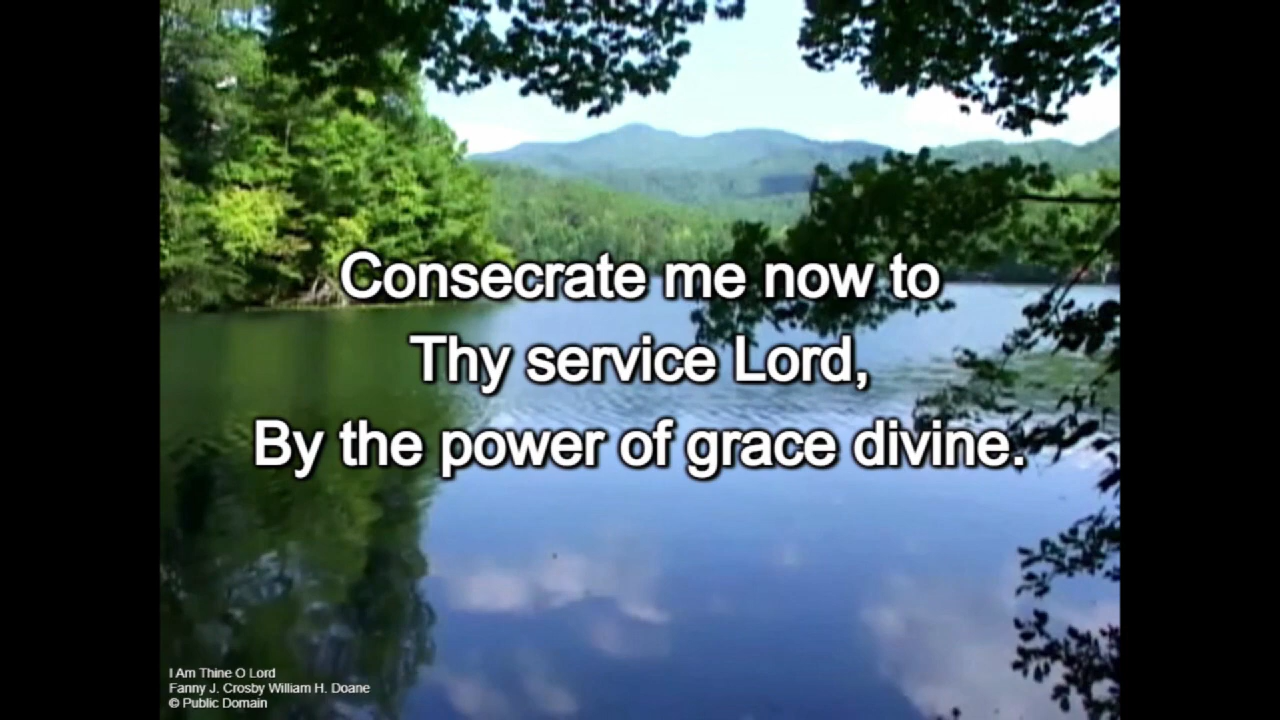 Consecrate me now to
Thy service Lord,
By the power of grace divine.
I Am Thine O Lord
Fanny J. Crosby William H. Doane
© Public Domain